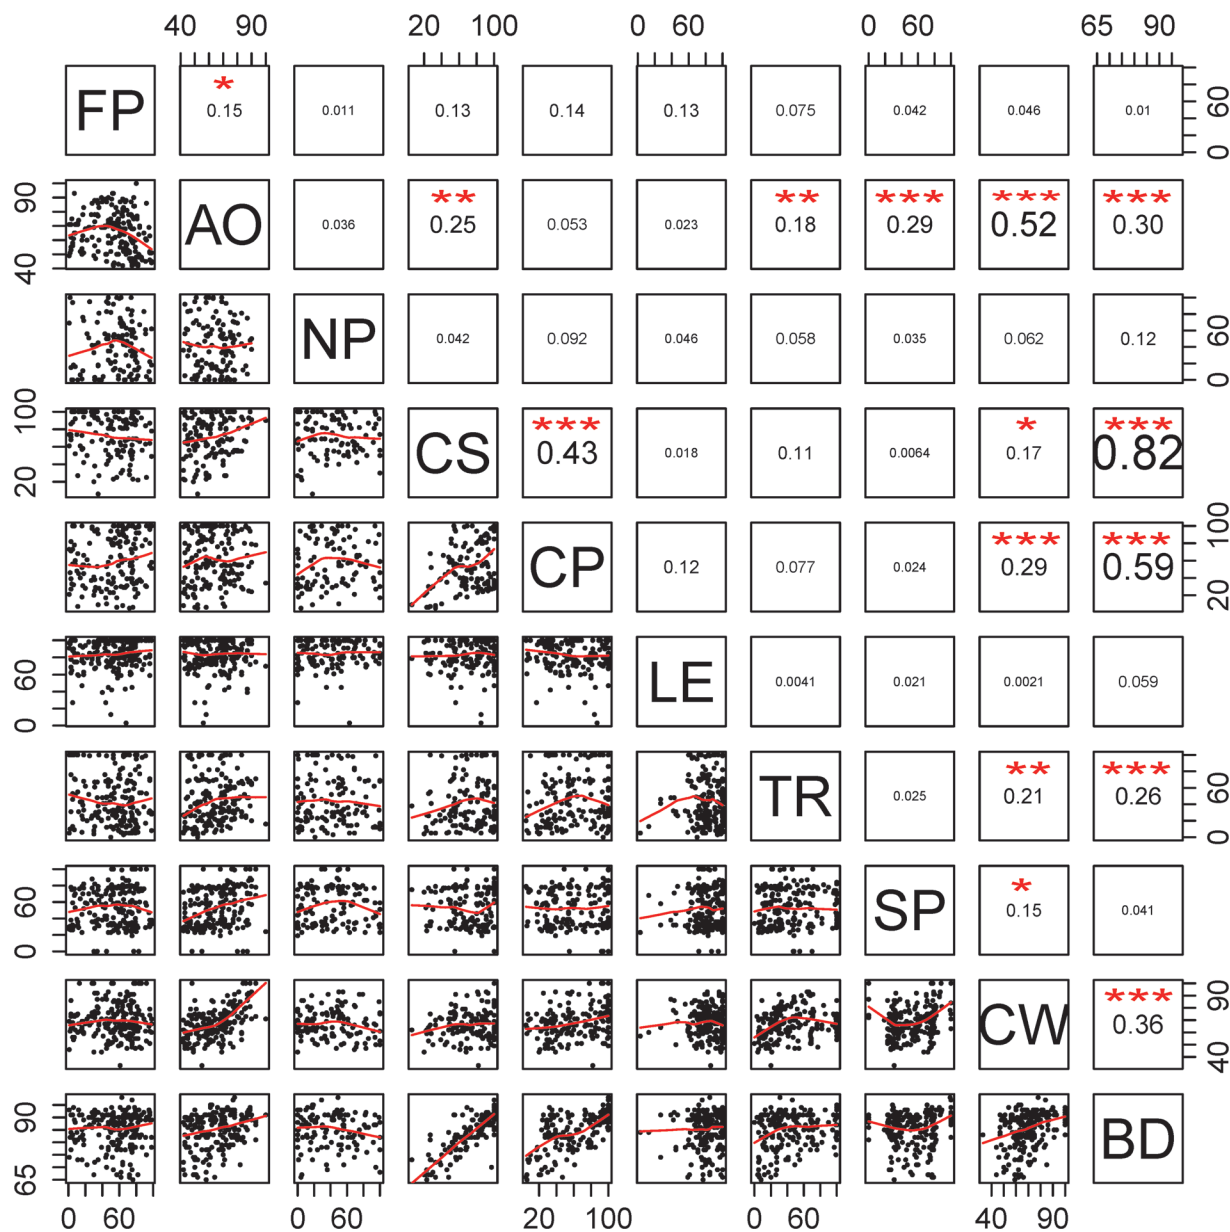 40 90 20 100 0 60 0 60 65 90
FP * 0.15 0.011 0.13 0.14 0.13 0.075 0.042 0.046 0.01 0 60
40 90 AO 0.036 ** 0.25 0.053 0.023 ** 0.18 *** 0.29 *** 0.52 *** 0.30
NP 0.042 0.092 0.046 0.058 0.035 0.062 0.12 0 60
20 100 CS *** 0.43 0.018 0.11 0.0064 * 0.17 *** 0.82
CP 0.12 0.077 0.024 *** 0.29 *** 0.59 20 100
0 60 LE 0.0041 0.021 0.0021 0.059
TR 0.025 ** 0.21 *** 0.26 0 60
0 60 SP * 0.15 0.041
CW *** 0.36 40 90
65 90 BD
0 60 0 60 20 100 0 60 40 90